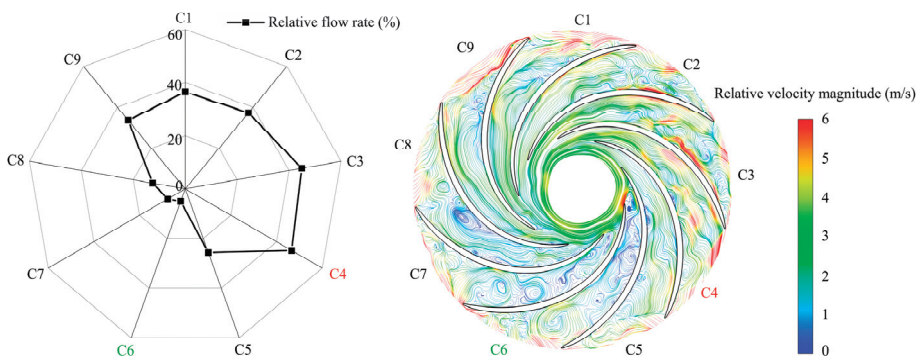 C1
60
Relative flow rate (%)
C9
C2
40
20
C8
C3
0
C7
C4
C6
C5
C1
C9
C2
Relative velocity magnitude (m/s)
6
C8
5
4
C3
3
C7
C4
2
1
C6
C5
0